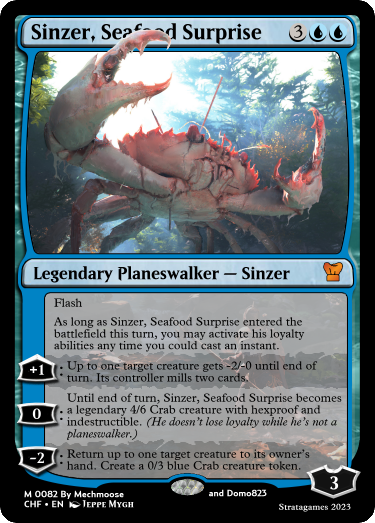 Sinzer, Seafood Surprise 3
Legendary Planeswalker — Sinzer
Flash
As long as Sinzer, Seafood Surprise entered the
battlefield this turn, you may activate his loyalty
abilities any time you could cast an instant.
+1 : Up to one target creature gets -2/-0 until end of
turn. Its controller mills two cards.
Until end of turn, Sinzer, Seafood Surprise becomes
0 : a legendary 4/6 Crab creature with hexproof and
indestructible. (He doesn't lose loyalty while he's not a
planeswalker.)
-2 : Return up to one target creature to its owner's
hand. Create a 0/3 blue Crab creature token.
3
M 0082 By Mechmoose and Domo823
CHF • EN Jeppe Mygh Stratagames 2023